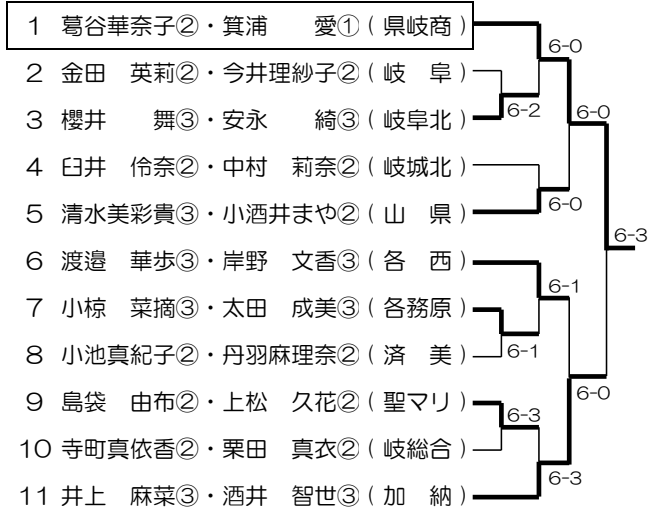 1 葛谷華奈子②・箕浦　愛①(県岐商)
6-0
2 金田　英莉②・今井理紗子②(岐　阜)
6-2
6-0
3 櫻井　舞③・安永　綺③(岐阜北)
4 臼井　伶奈②・中村　莉奈②(岐城北)
6-0
5 清水美彩貴③・小酒井まや②(山　県)
6-3
6 渡邉　華歩③・岸野　文香③(各　西)
6-1
7 小椋　菜摘③・太田　成美③(各務原)
6-1
8 小池真紀子②・丹羽麻理奈②(済　美)
6-0
9 島袋　由布②・上松　久花②(聖マリ)
6-3
10 寺町真依香②・栗田　真衣②(岐総合)
6-3
11 井上　麻菜③・酒井　智世③(加　納)